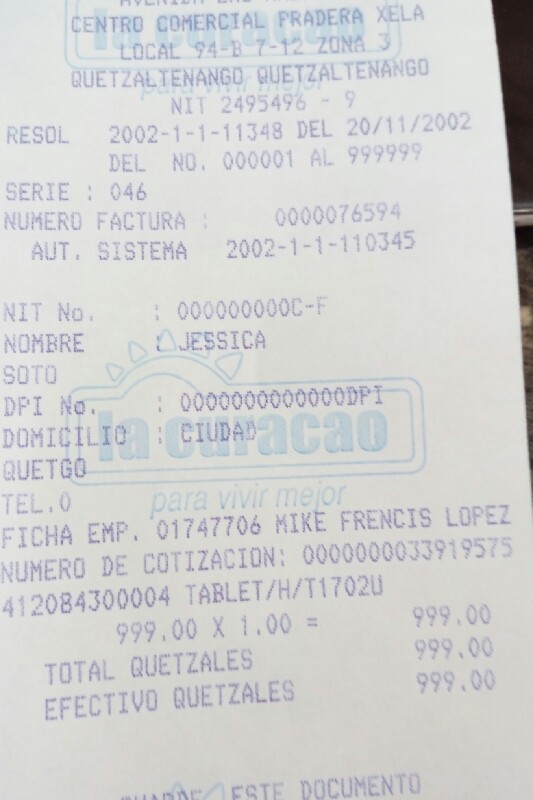 AVENIDA LAS
CENTRO COMERCIAL PRADERA XELA
LOCAL 94-B 7-12 ZONA 3
QUETZALTENANGO QUETZALTENANGO
NIT 2495496 - 9
RESOL 2002-1-1-11348 DEL 20/11/2002
DEL NO. 000001 AL 999999
SERIE : 046
NUMERO FACTURA : 0000076594
AUT. SISTEMA 2002-1-1-110345
NIT No. : 000000000C-F
NOMBRE : JESSICA
SOTO
DPI No. : 0000000000000DPI
la curacao
DOMICILIO : CIUDAD
QUETGO
TEL.0
para vivir mejor
FICHA EMP. 01747706 MIKE FRENCIS LOPEZ
NUMERO DE COTIZACION: 0000000033919575
412084300004 TABLET/H/T1702U
999.00 X 1.00 = 999.00
TOTAL QUETZALES 999.00
EFECTIVO QUETZALES 999.00
ESTE DOCUMENTO